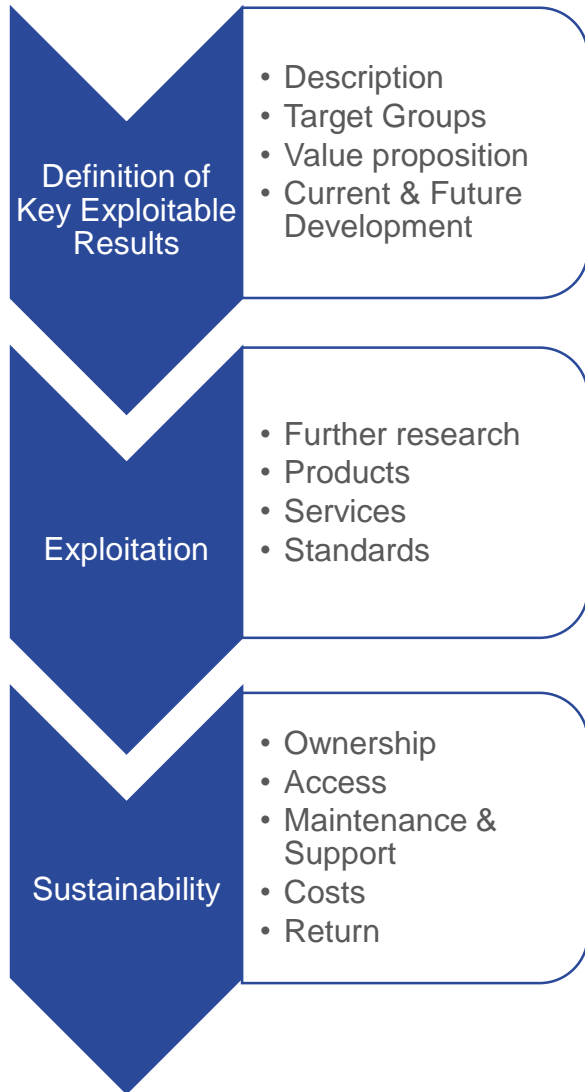 Definition of
Key Exploitable
Results
• Description
• Target Groups
• Value proposition
• Current & Future
Development
Exploitation
• Further research
• Products
• Services
• Standards
Sustainability
• Ownership
• Access
• Maintenance &
Support
• Costs
• Return